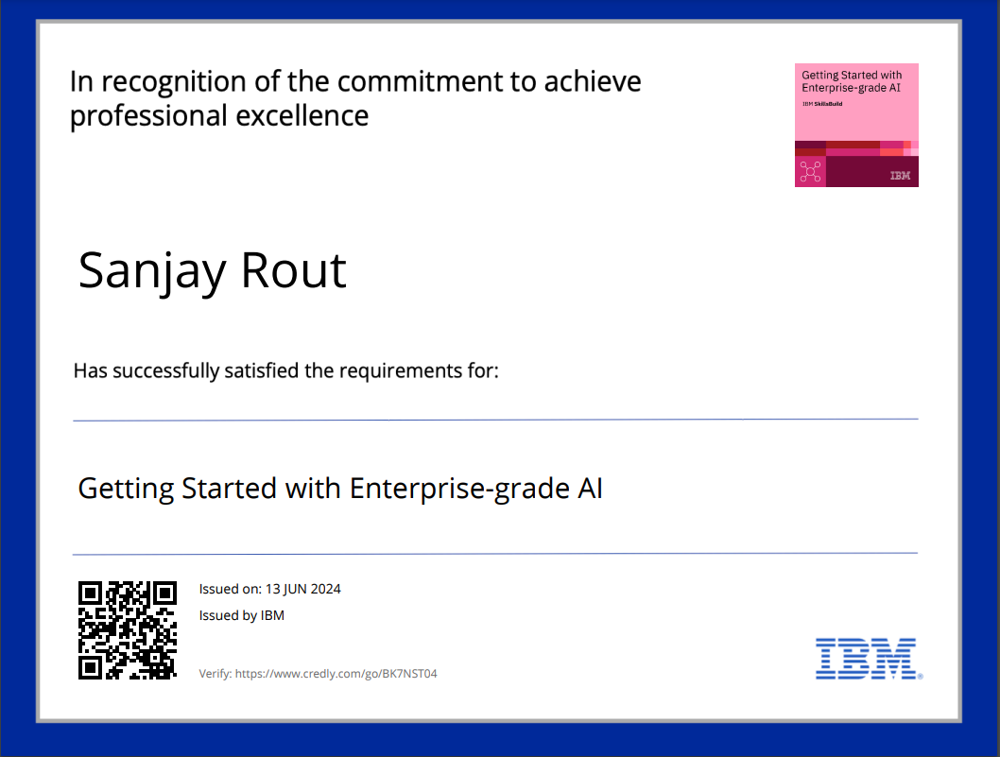 In recognition of the commitment to achieve
professional excellence
Getting Started with
Enterprise-grade AI
IBM SkillsBuild
IBM
Sanjay Rout
Has successfully satisfied the requirements for:
Getting Started with Enterprise-grade AI
Issued on: 13 JUN 2024
Issued by IBM
Verify: https://www.credly.com/go/BK7NST04
IBM®